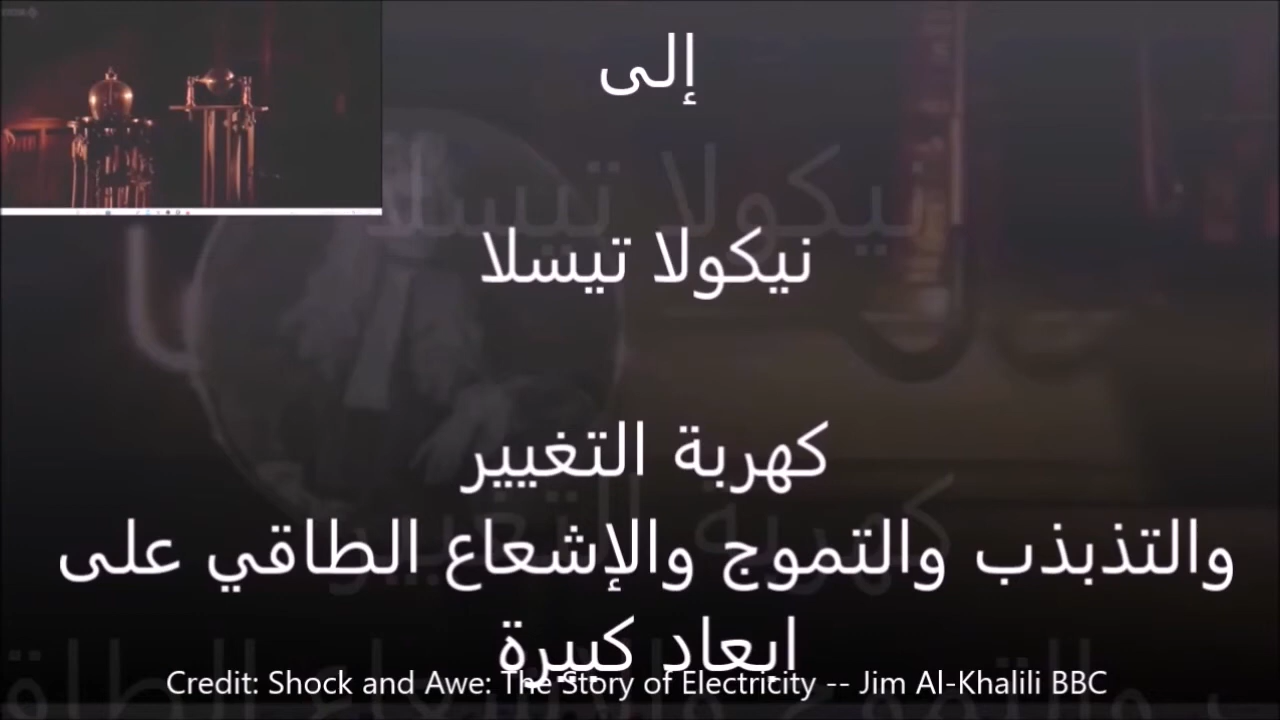 إلى
نيكولا تيسلا
كهربة التغيير
والتذبذب والتموج والإشعاع الطاقي على
ابعاد كبيرة
Credit: Shock and Awe: The Story of Electricity -- Jim Al-Khalili BBC